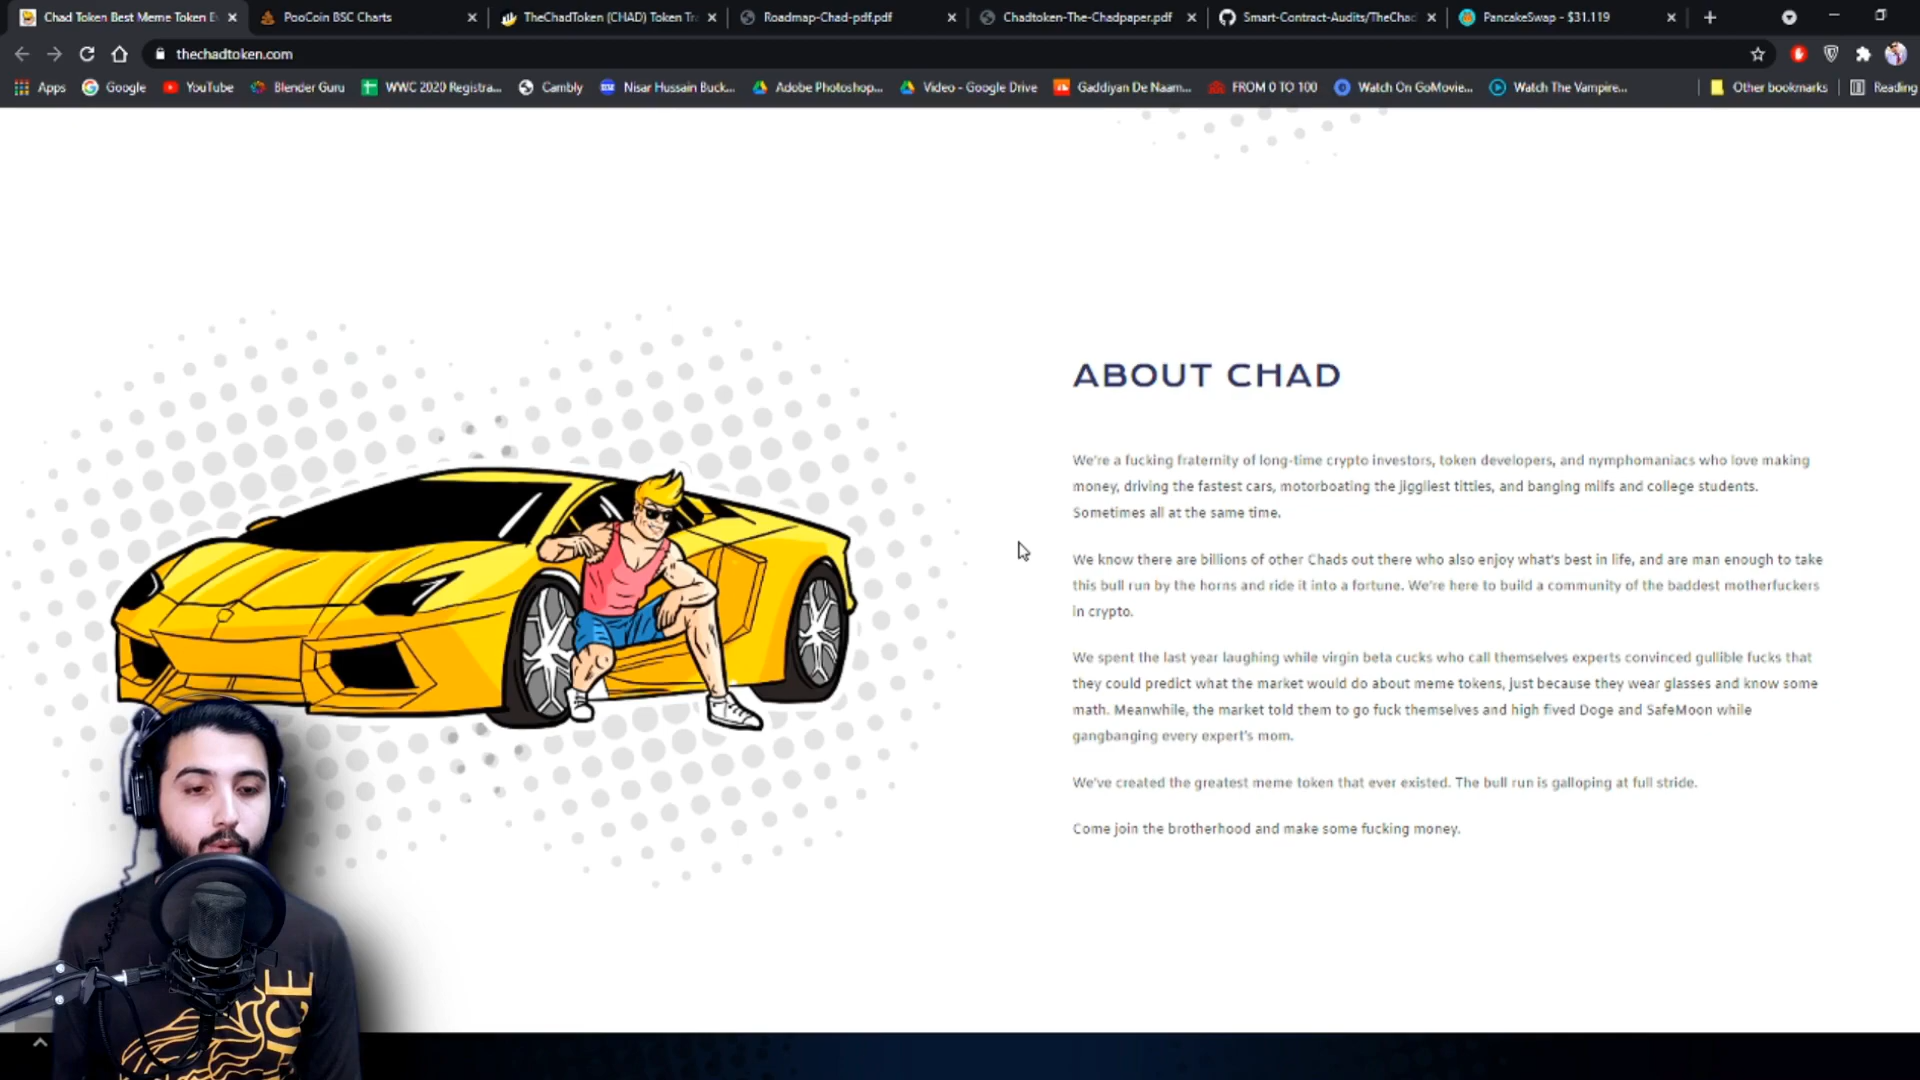 Chad Token Best Meme Token E
PooCoin BSC Charts
TheChadToken (CHAD) Token Tr
Roadmap-Chad-pdf.pdf
Chadtoken-The-Chadpaper.pdf
Smart-Contract-Audits/TheChad
PancakeSwap - $31.119
thechadtoken.com
Apps
Google
YouTube
Blender Guru
WWC 2020 Registra...
Cambly
Nisar Hussain Buck...
Adobe Photoshop...
Video - Google Drive
Gaddiyan De Naam...
FROM 0 TO 100
Watch On GoMovie...
Watch The Vampire...
Other bookmarks
Reading
ABOUT CHAD
We're a fucking fraternity of long-time crypto investors, token developers, and nymphomaniacs who love making
money, driving the fastest cars, motorboating the jiggliest titties, and banging milfs and college students.
Sometimes all at the same time.
We know there are billions of other Chads out there who also enjoy what's best in life, and are man enough to take
this bull run by the horns and ride it into a fortune. We're here to build a community of the baddest motherfuckers
in crypto.
We spent the last year laughing while virgin beta cucks who call themselves experts convinced gullible fucks that
they could predict what the market would do about meme tokens, just because they wear glasses and know some
math. Meanwhile, the market told them to go fuck themselves and high fived Doge and SafeMoon while
gangbanging every expert's mom.
We've created the greatest meme token that ever existed. The bull run is galloping at full stride.
Come join the brotherhood and make some fucking money.